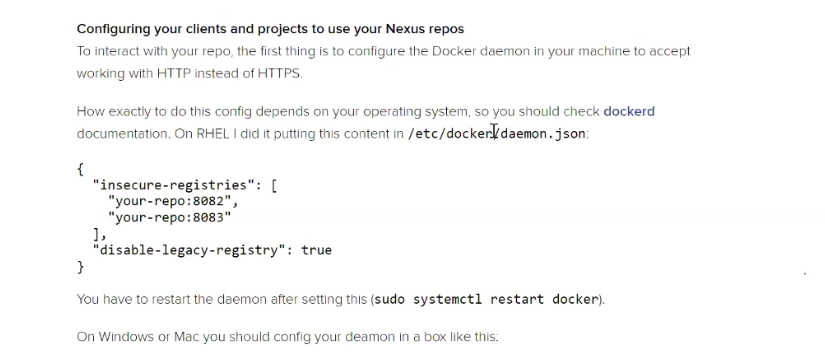 Configuring your clients and projects to use your Nexus repos
To interact with your repo, the first thing is to configure the Docker daemon in your machine to accept
working with HTTP instead of HTTPS.
How exactly to do this config depends on your operating system, so you should check dockerd
documentation. On RHEL I did it putting this content in /etc/docker/daemon.json:
{
"insecure-registries": [
"your-repo:8082",
"your-repo:8083"
],
"disable-legacy-registry": true
}
You have to restart the daemon after setting this (sudo systemctl restart docker).
On Windows or Mac you should config your deamon in a box like this: